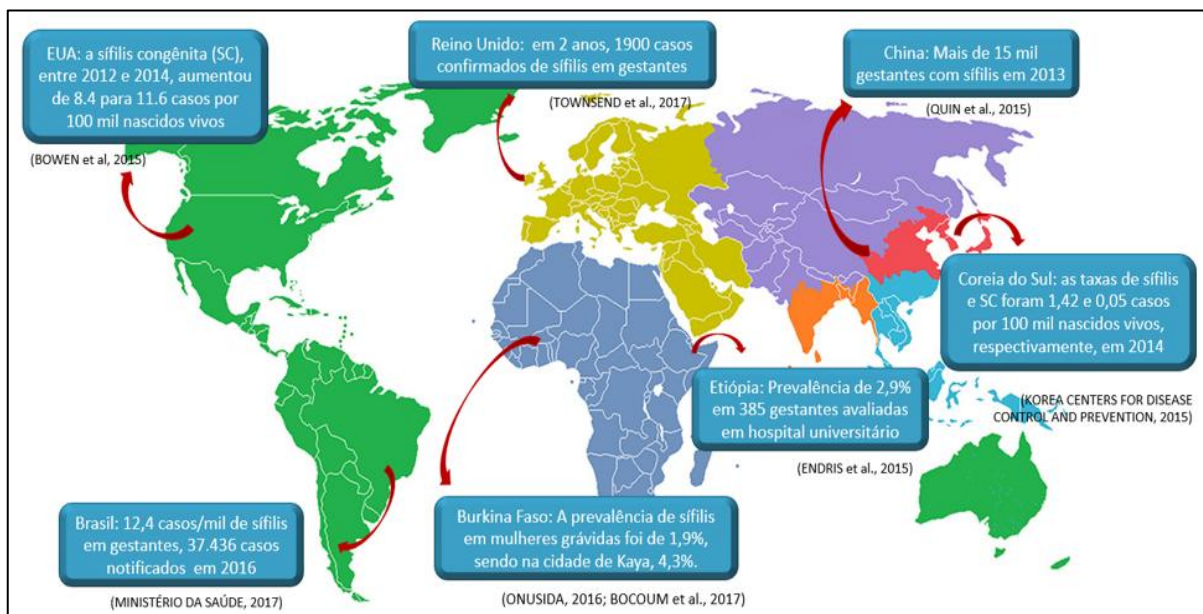 EUA: a sífilis congênita (SC),
entre 2012 e 2014, aumentou
de 8.4 para 11.6 casos por
100 mil nascidos vivos
(BOWEN et al, 2015)
Reino Unido: em 2 anos, 1900 casos
confirmados de sífilis em gestantes
(TOWNSEND et al., 2017)
China: Mais de 15 mil
gestantes com sífilis em 2013
(QUIN et al., 2015)
Coreia do Sul: as taxas de sífilis
e SC foram 1,42 e 0,05 casos
por 100 mil nascidos vivos,
respectivamente, em 2014
(KOREA CENTERS FOR DISEASE
CONTROL AND PREVENTION, 2015)
Etiópia: Prevalência de 2,9%
em 385 gestantes avaliadas
em hospital universitário
(ENDRIS et al., 2015)
Brasil: 12,4 casos/mil de sífilis
em gestantes, 37.436 casos
notificados em 2016
(MINISTÉRIO DA SAÚDE, 2017)
Burkina Faso: A prevalência de sífilis
em mulheres grávidas foi de 1,9%,
sendo na cidade de Kaya, 4,3%.
(ONUSIDA, 2016; BOCOUM et al., 2017)